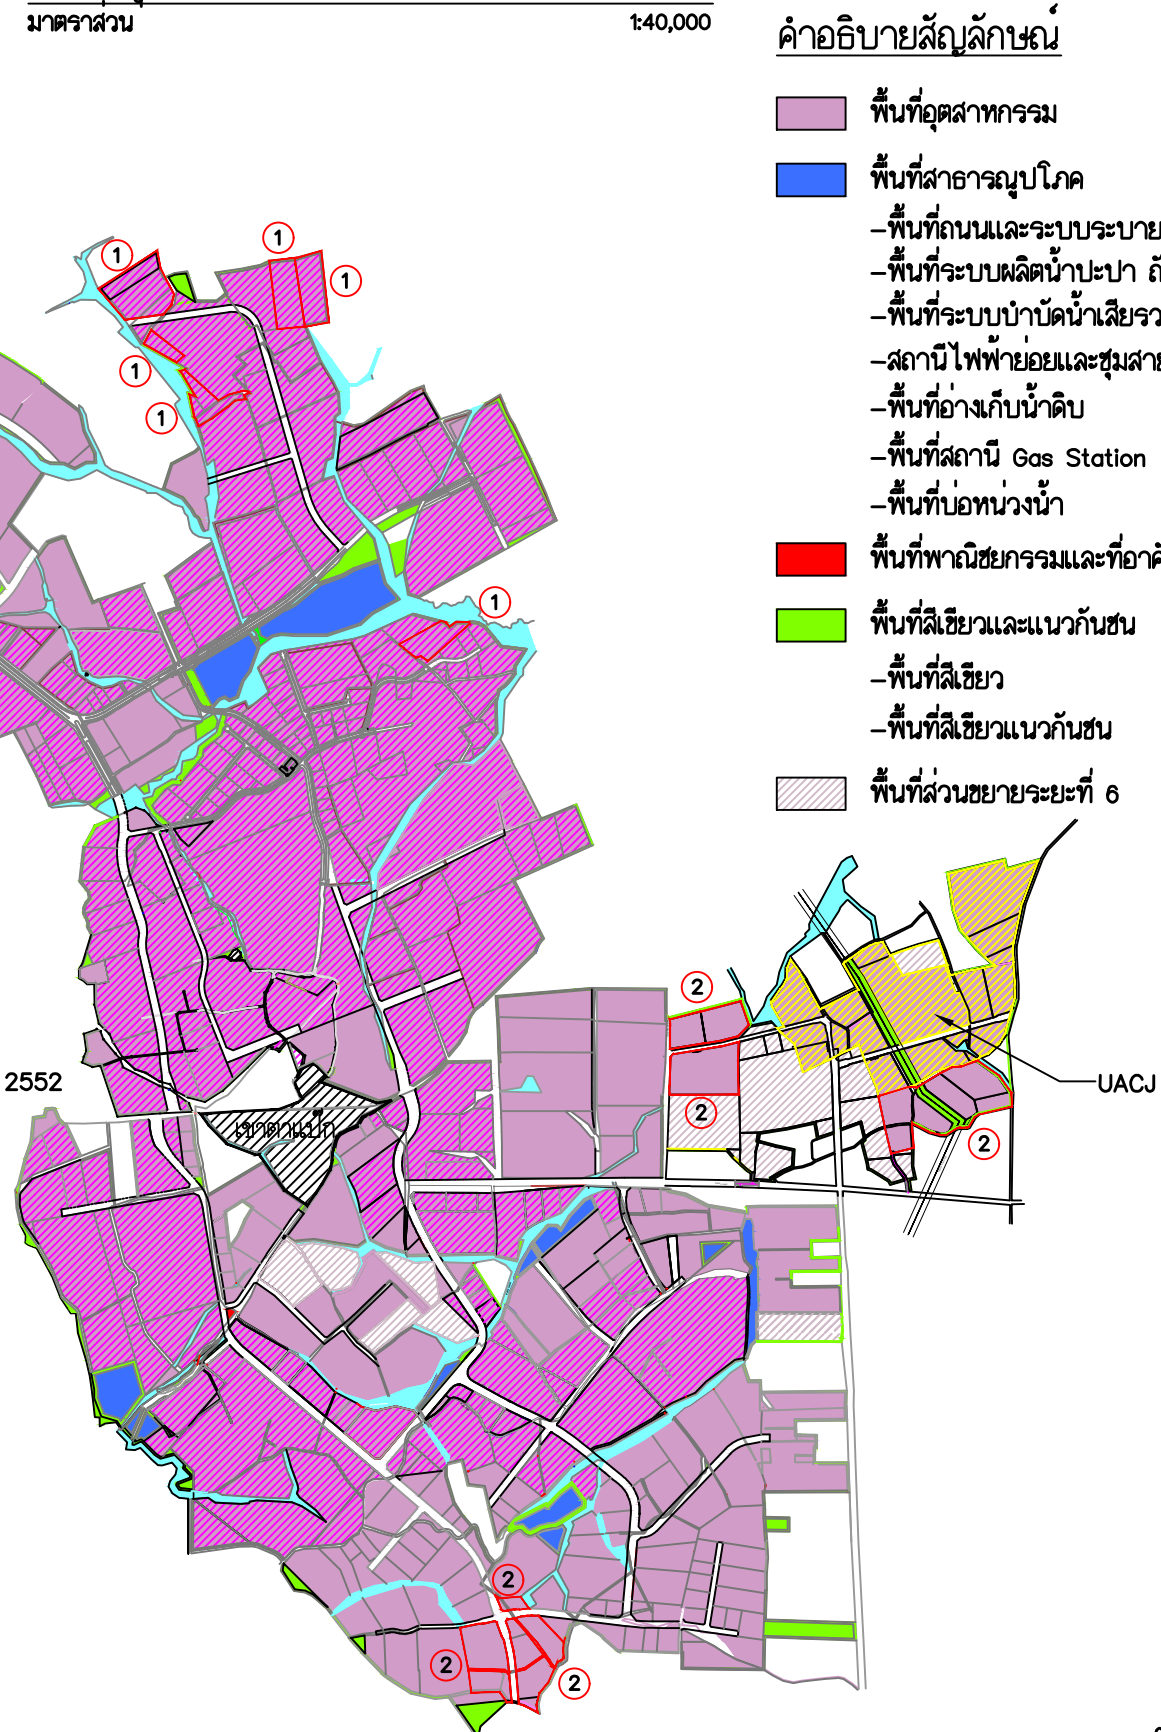 มาตราส่วน 1:40,000
คำอธิบายสัญลักษณ์
พื้นที่อุตสาหกรรม
พื้นที่สาธารณูปโภค
-พื้นที่ถนนและระบบระบาย
-พื้นที่ระบบผลิตน้ำปะปา
-พื้นที่ระบบบำบัดน้ำเสียรว
-สถานีไฟฟ้าย่อยและชุมสาย
-พื้นที่อ่างเก็บน้ำดิบ
-พื้นที่สถานี Gas Station
-พื้นที่บ่อหน่วงน้ำ
พื้นที่พาณิชยกรรมและที่อาศั
พื้นที่สีเขียวและแนวกันชน
-พื้นที่สีเขียว
-พื้นที่สีเขียวแนวกันชน
พื้นที่ส่วนขยายระยะที่ 6
1
1
1
1
1
1
2
2552
UACJ
2
เขาตาแปก
2
2
2
2